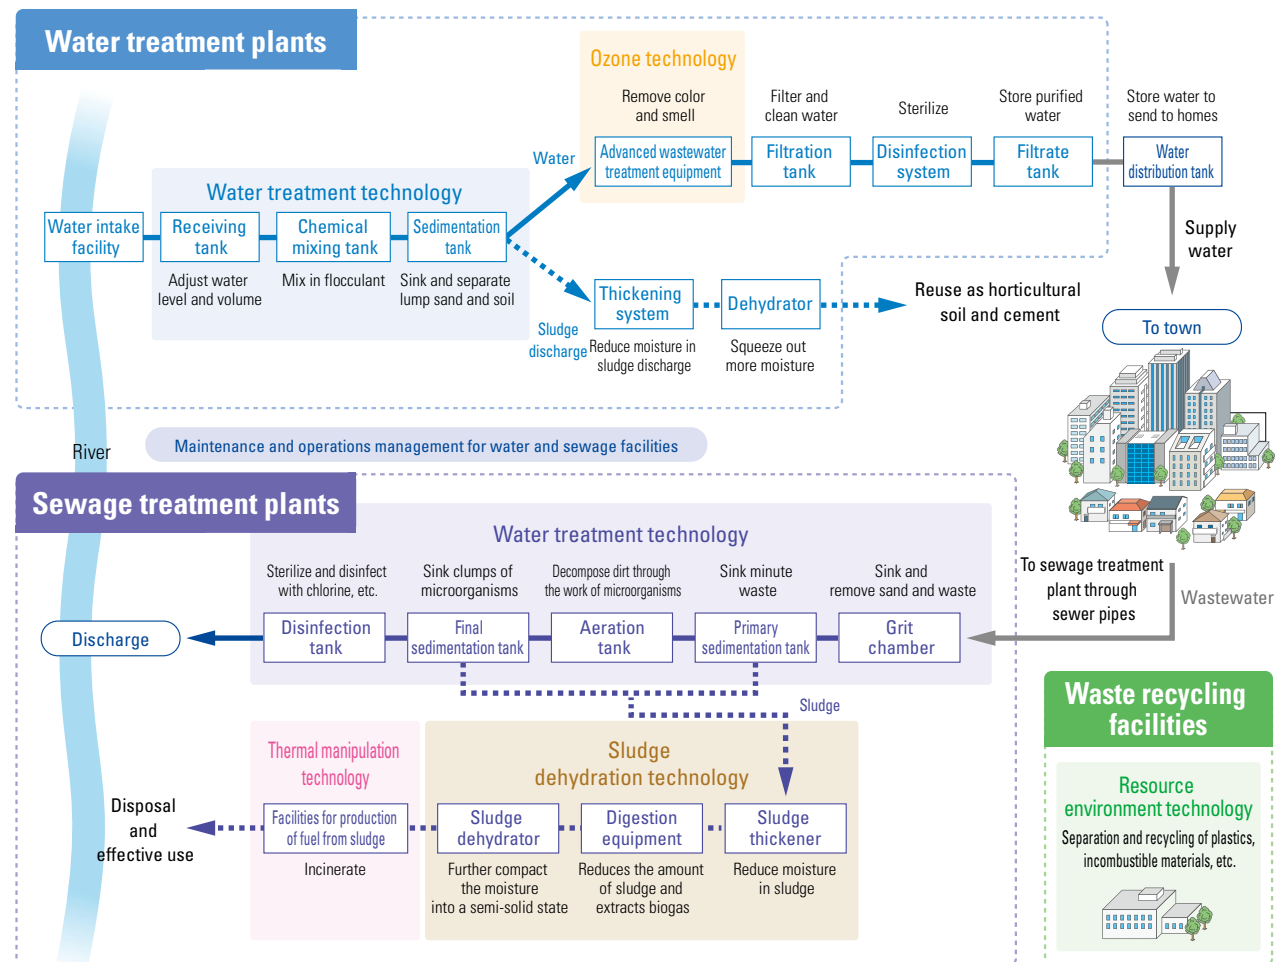 Water treatment plants
Ozone technology
Remove color
and smell
Filter and
clean water
Sterilize
Store purified
water
Store water to
send to homes
Water
Advanced wastewater
treatment equipment
Filtration
tank
Disinfection
system
Filtrate
tank
Water
distribution tank
Water treatment technology
Water intake
facility
Receiving
tank
Chemical
mixing tank
Sedimentation
tank
Adjust water
level and volume
Mix in flocculant
Sink and separate
lump sand and soil
Supply
water
Sludge
discharge
Thickening
system
Dehydrator
Reduce moisture in
sludge discharge
Squeeze out
more moisture
Reuse as horticultural
soil and cement
To town
River
Maintenance and operations management for water and sewage facilities
Sewage treatment plants
Water treatment technology
Sterilize and disinfect
with chlorine, etc.
Sink clumps of
microorganisms
Decompose dirt through
the work of microorganisms
Sink minute
waste
Sink and
remove sand and waste
To sewage treatment
plant through
sewer pipes
Wastewater
Discharge
Disinfection
tank
Final
sedimentation tank
Aeration
tank
Primary
sedimentation tank
Grit
chamber
Sludge
Thermal manipulation
technology
Sludge
dehydration technology
Disposal
and
effective use
Facilities for production
of fuel from sludge
Sludge
dehydrator
Digestion
equipment
Sludge
thickener
Incinerate
Further compact
the moisture
into a semi-solid state
Reduces the amount
of sludge and
extracts biogas
Reduce moisture
in sludge
Waste recycling
facilities
Resource
environment technology
Separation and recycling of plastics,
incombustible materials, etc.